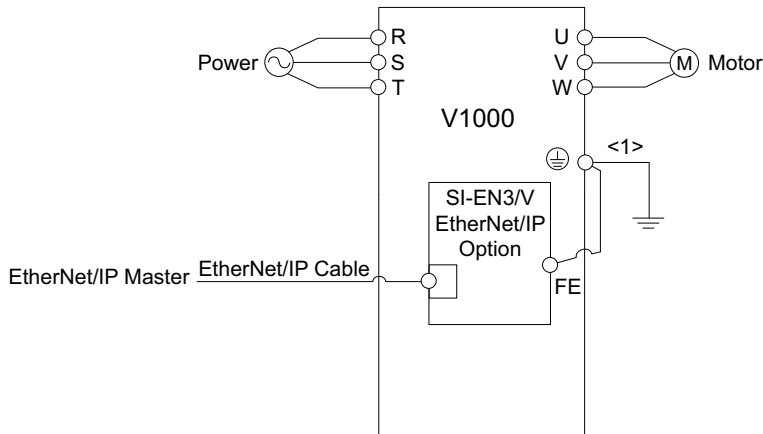 R
U
Power
S
V
M
Motor
T
W
V1000
<1>
SI-EN3/V
EtherNet/IP
Option
EtherNet/IP Master
EtherNet/IP Cable
FE